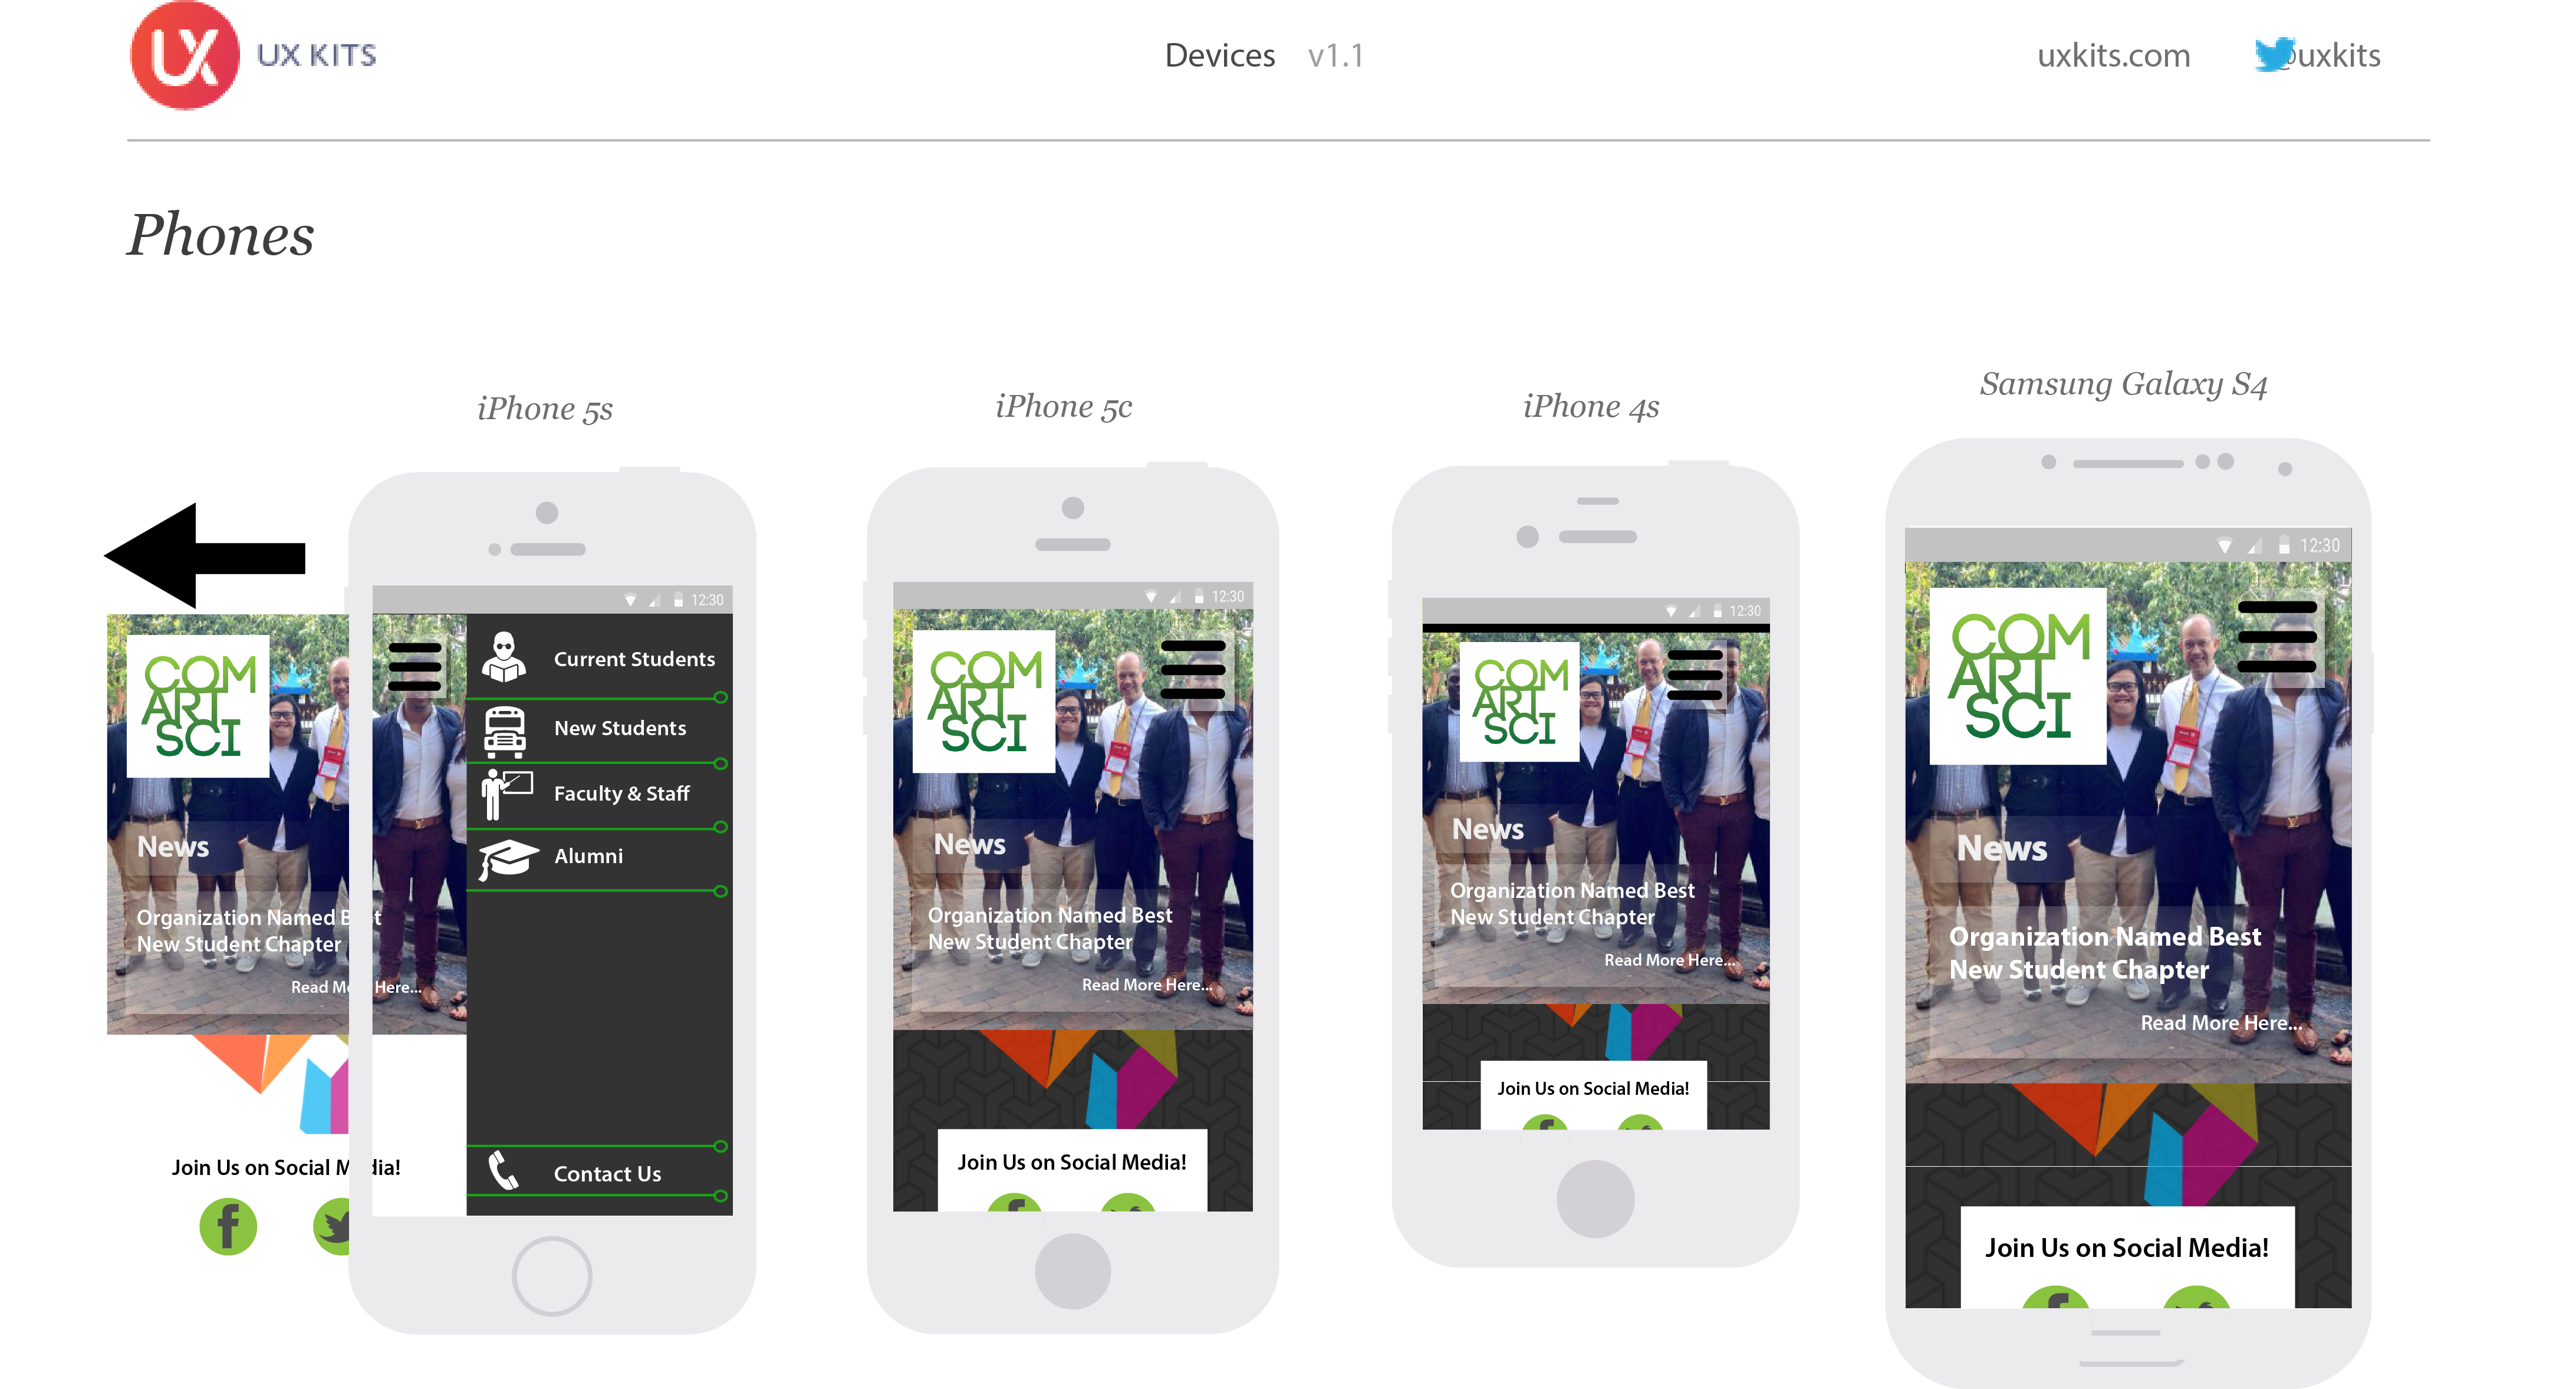 UX UX KITS
Devices v1.1
uxkits.com @uxkits
Phones
iPhone 5s
iPhone 5c
iPhone 4s
Samsung Galaxy S4
COM
ART
SCI
News
Organization Named Best
New Student Chapter
Read More Here...
Join Us on Social Media!
12:30
Current Students
New Students
Faculty & Staff
Alumni
Contact Us
12:30
COM
ART
SCI
News
Organization Named Best
New Student Chapter
Read More Here...
Join Us on Social Media!
12:30
COM
ART
SCI
News
Organization Named Best
New Student Chapter
Read More Here...
Join Us on Social Media!
12:30
COM
ART
SCI
News
Organization Named Best
New Student Chapter
Read More Here...
Join Us on Social Media!